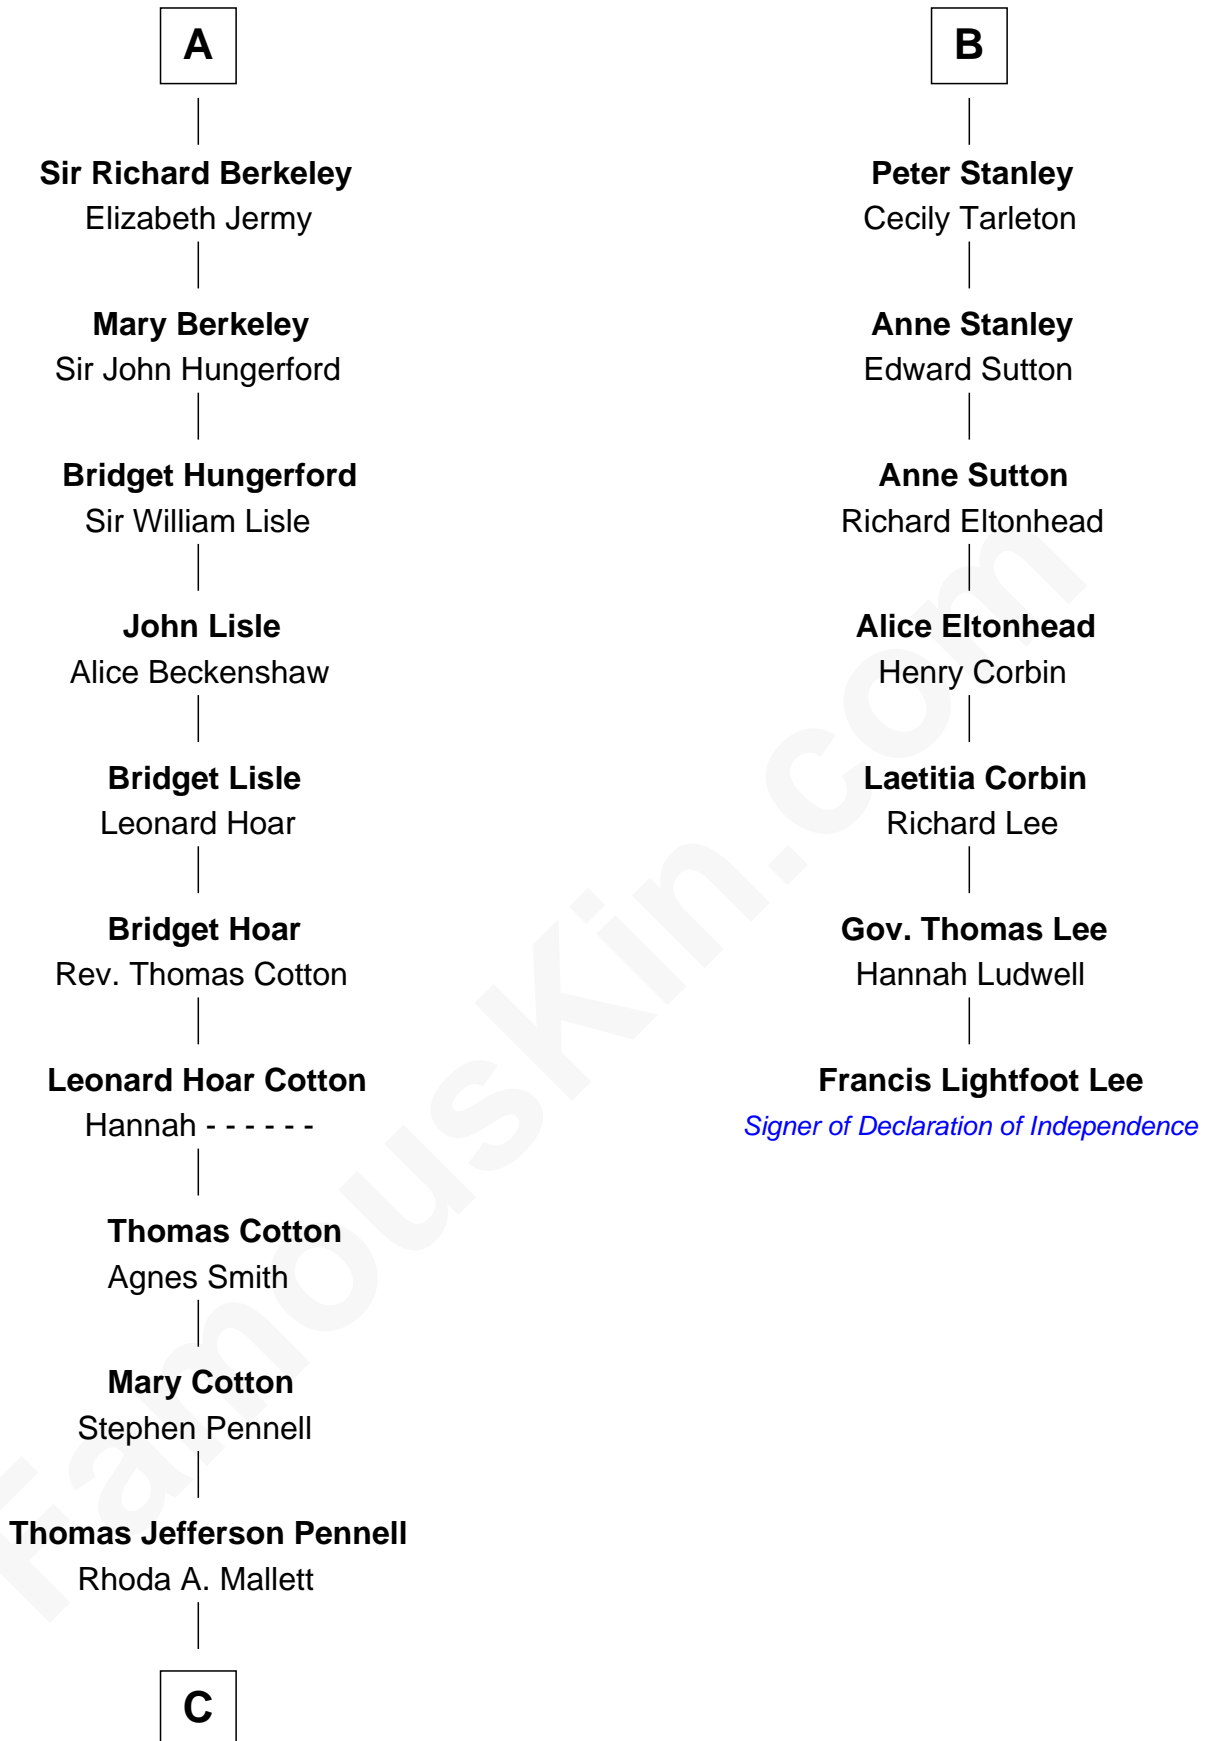 A
Sir Richard Berkeley
Elizabeth Jermy
Mary Berkeley
Sir John Hungerford
Bridget Hungerford
Sir William Lisle
John Lisle
Alice Beckenshaw
Bridget Lisle
Leonard Hoar
Bridget Hoar
Rev. Thomas Cotton
Leonard Hoar Cotton
Hannah - - - - - -
Thomas Cotton
Agnes Smith
Mary Cotton
Stephen Pennell
Thomas Jefferson Pennell
Rhoda A. Mallett
C
B
Peter Stanley
Cecily Tarleton
Anne Stanley
Edward Sutton
Anne Sutton
Richard Eltonhead
Alice Eltonhead
Henry Corbin
Laetitia Corbin
Richard Lee
Gov. Thomas Lee
Hannah Ludwell
Francis Lightfoot Lee
Signer of Declaration of Independence
FamousKin.com